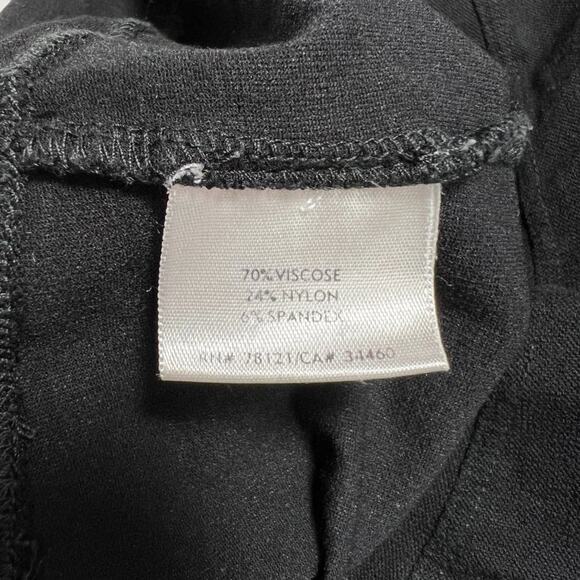 70% VISCOSE
24% NYLON
6% SPANDEX
RN# 78121/CA# 34460